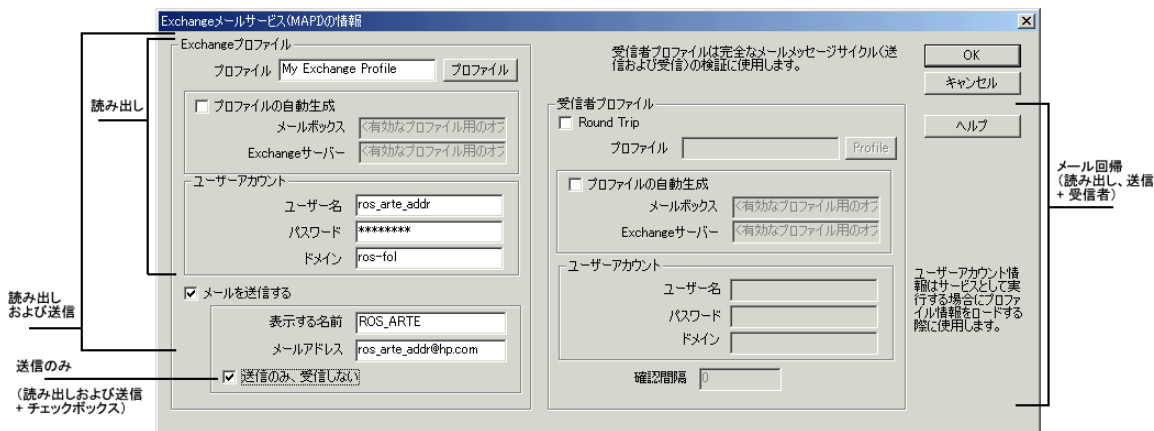 Exchangeメールサービス(MAPI)の情報
読み出し
読み出し
および送信
送信のみ
(読み出しおよび送信
+ チェックボックス)
Exchangeプロファイル
プロファイル My Exchange Profile プロファイル
プロファイルの自動生成
メールボックス <有効なプロファイル用のオプ
Exchangeサーバー <有効なプロファイル用のオプ
ユーザーアカウント
ユーザー名 ros_arte_addr
パスワード ********
ドメイン ros-fol
メールを送信する
表示する名前 ROS_ARTE
メールアドレス ros_arte_addr@hp.com
送信のみ、受信しない
受信者プロファイルは完全なメールメッセージサイクル(送
信および受信)の検証に使用します。
受信者プロファイル
Round Trip
プロファイル Profile
プロファイルの自動生成
メールボックス <有効なプロファイル用のオプ
Exchangeサーバー <有効なプロファイル用のオプ
ユーザーアカウント
ユーザー名
パスワード
ドメイン
確認間隔 0
OK
キャンセル
ヘルプ
ユーザーアカウント情
報はサービスとして実
行する場合にプロファ
イル情報をロードする
際に使用します。
メール回帰
(読み出し、送信
+ 受信者)